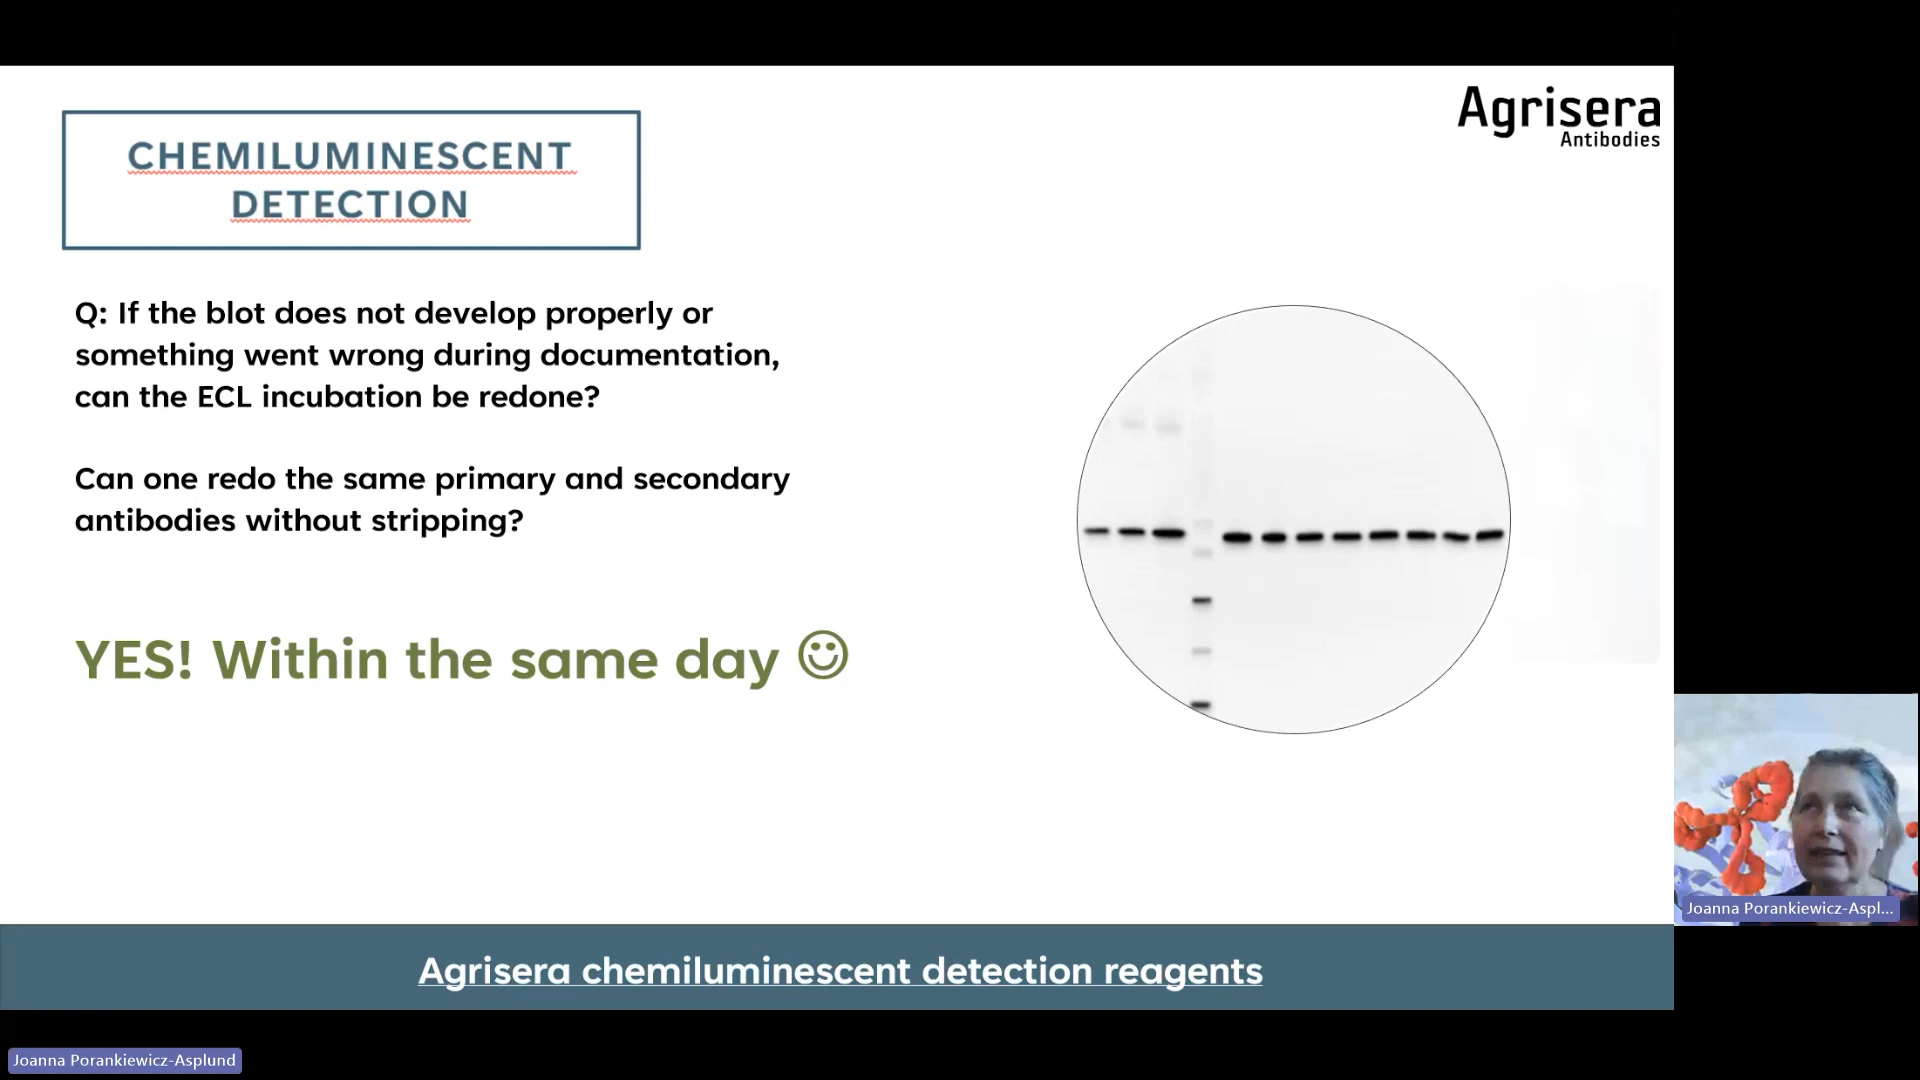 Agrisera
Antibodies
CHEMILUMINESCENT
DETECTION
Q: If the blot does not develop properly or
something went wrong during documentation,
can the ECL incubation be redone?
Can one redo the same primary and secondary
antibodies without stripping?
YES! Within the same day ☺
Agrisera chemiluminescent detection reagents
Joanna Porankiewicz-Aspl...
Joanna Porankiewicz-Asplund